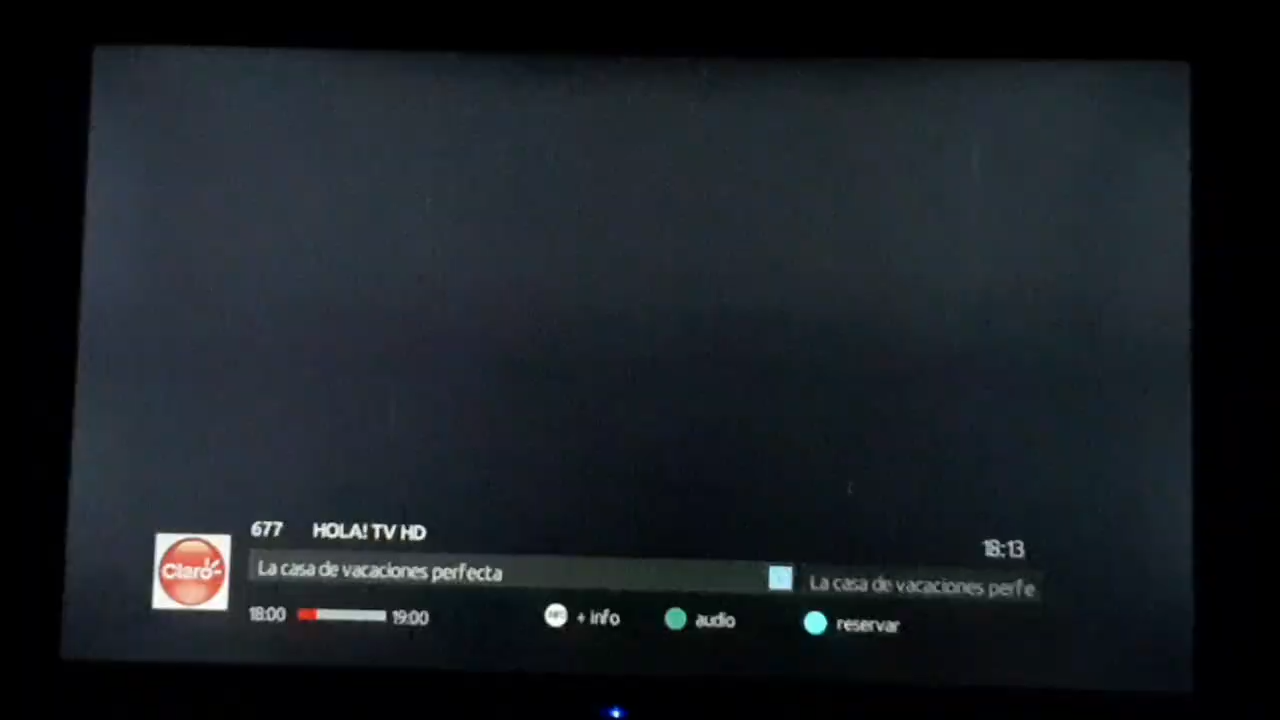 677 HOLA! TV HD
18:13
Claro
La casa de vacaciones perfecta
La casa de vacaciones perfe
18:00 19:00 + info audio reservar